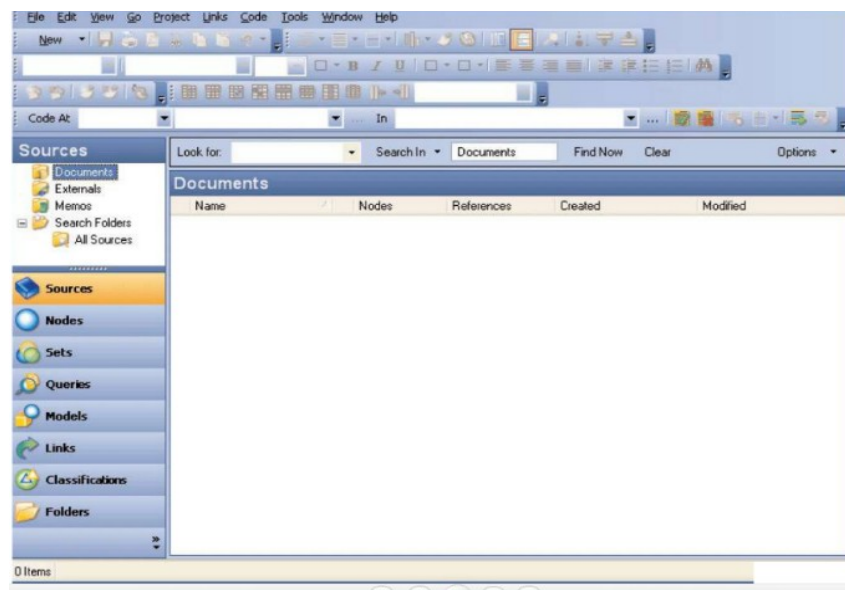 File Edit View Go Project Links Code Tools Window Help
New
B I U
Code At In ...
Sources
Documents
Externals
Memos
Search Folders
All Sources
Sources
Nodes
Sets
Queries
Models
Links
Classifications
Folders
Look for: Search In Documents Find Now Clear Options
Documents
Name Nodes References Created Modified
0 Items